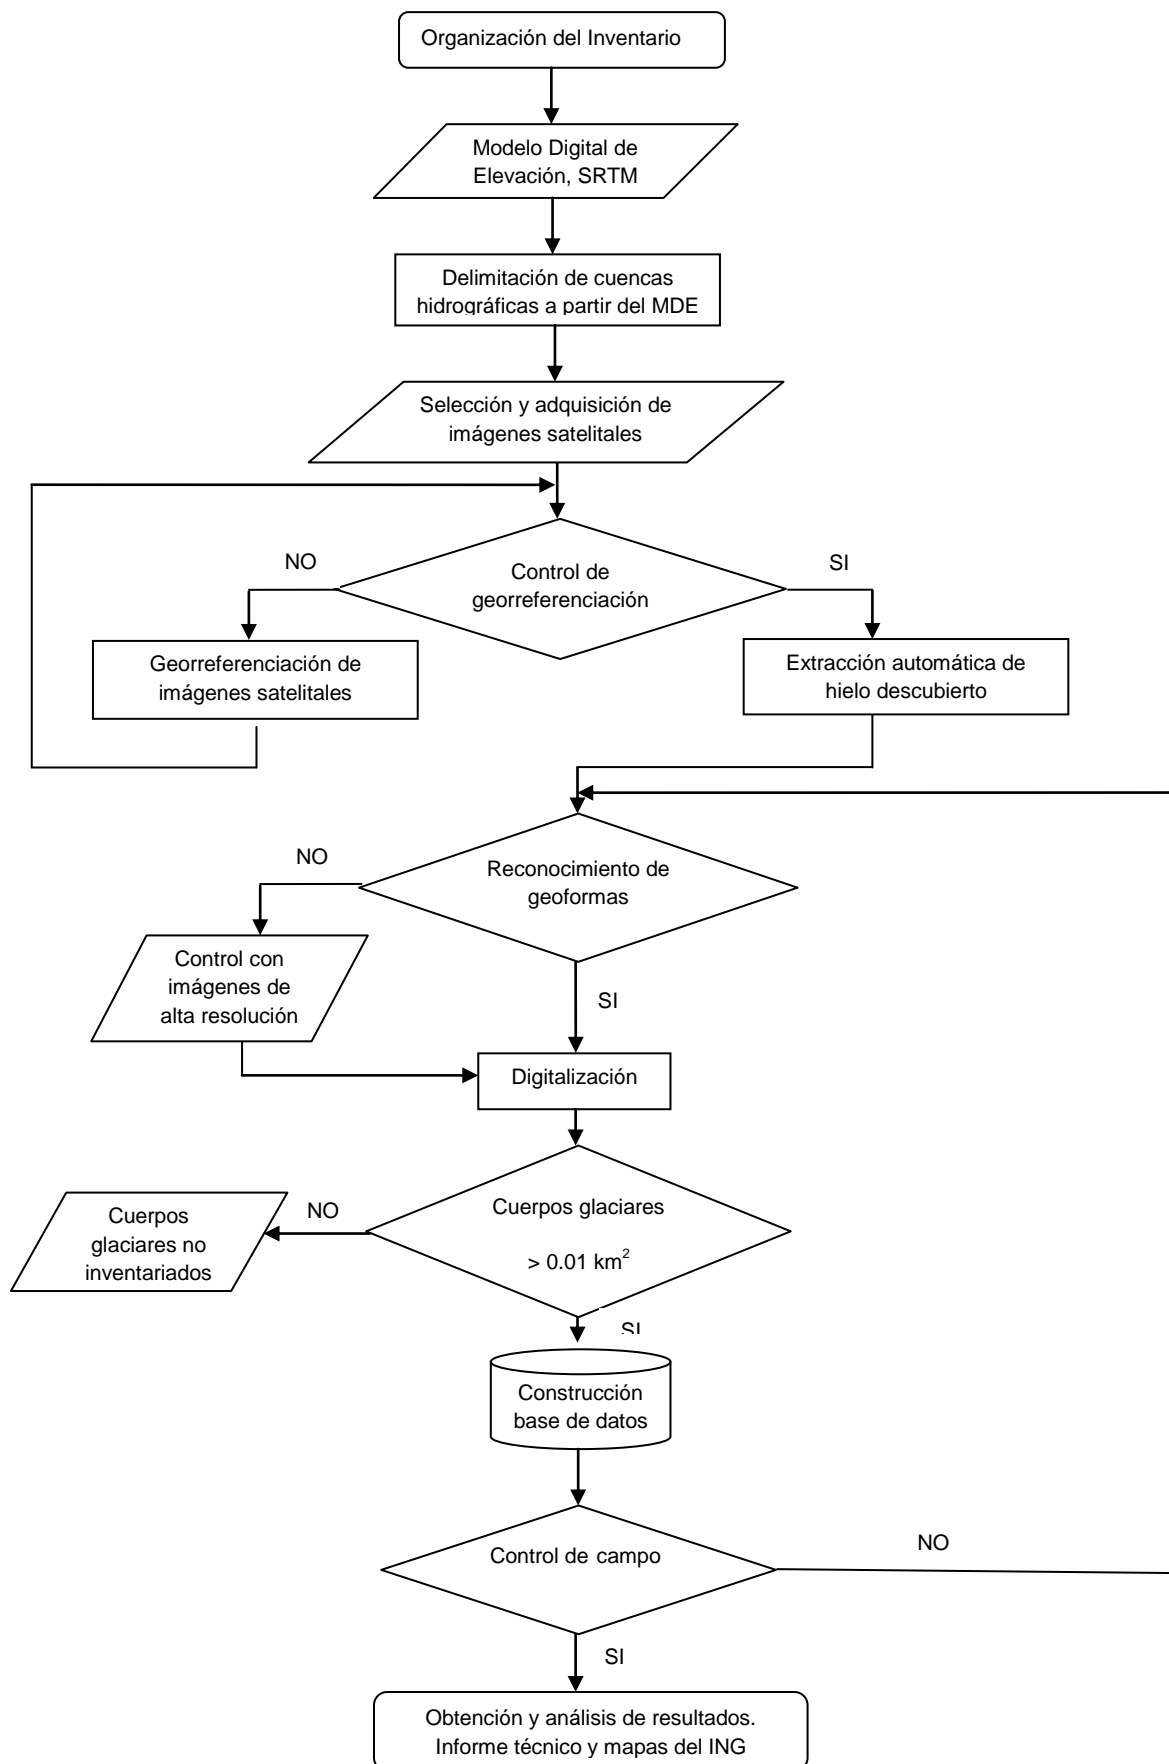 Organización del Inventario
Modelo Digital de
Elevación, SRTM
Delimitación de cuencas
hidrográficas a partir del MDE
Selección y adquisición de
imágenes satelitales
NO
SI
Control de
georreferenciación
Georreferenciación de
imágenes satelitales
Extracción automática de
hielo descubierto
NO
Reconocimiento de
geoformas
Control con
imágenes de
alta resolución
SI
Digitalización
Cuerpos
glaciares no
inventariados
NO
Cuerpos glaciares
> 0.01 km²
SI
Construcción
base de datos
Control de campo
NO
SI
Obtención y análisis de resultados.
Informe técnico y mapas del ING